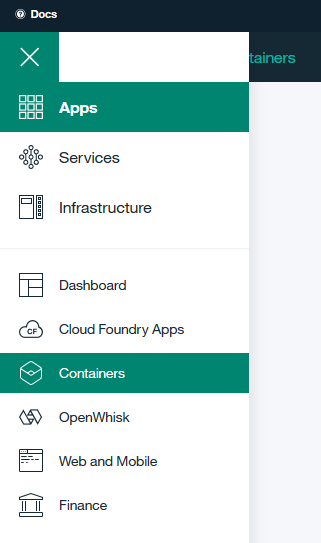 Docs
tainers
Apps
Services
Infrastructure
Dashboard
CF
Cloud Foundry Apps
Containers
OpenWhisk
Web and Mobile
Finance